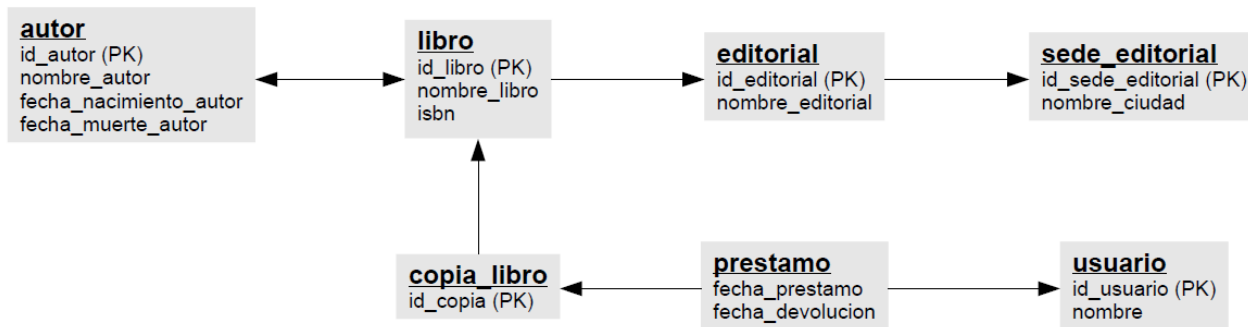 autor
id_autor (PK)
nombre_autor
fecha_nacimiento_autor
fecha_muerte_autor
libro
id_libro (PK)
nombre_libro
isbn
editorial
id_editorial (PK)
nombre_editorial
sede_editorial
id_sede_editorial (PK)
nombre_ciudad
copia_libro
id_copia (PK)
prestamo
fecha_prestamo
fecha_devolucion
usuario
id_usuario (PK)
nombre